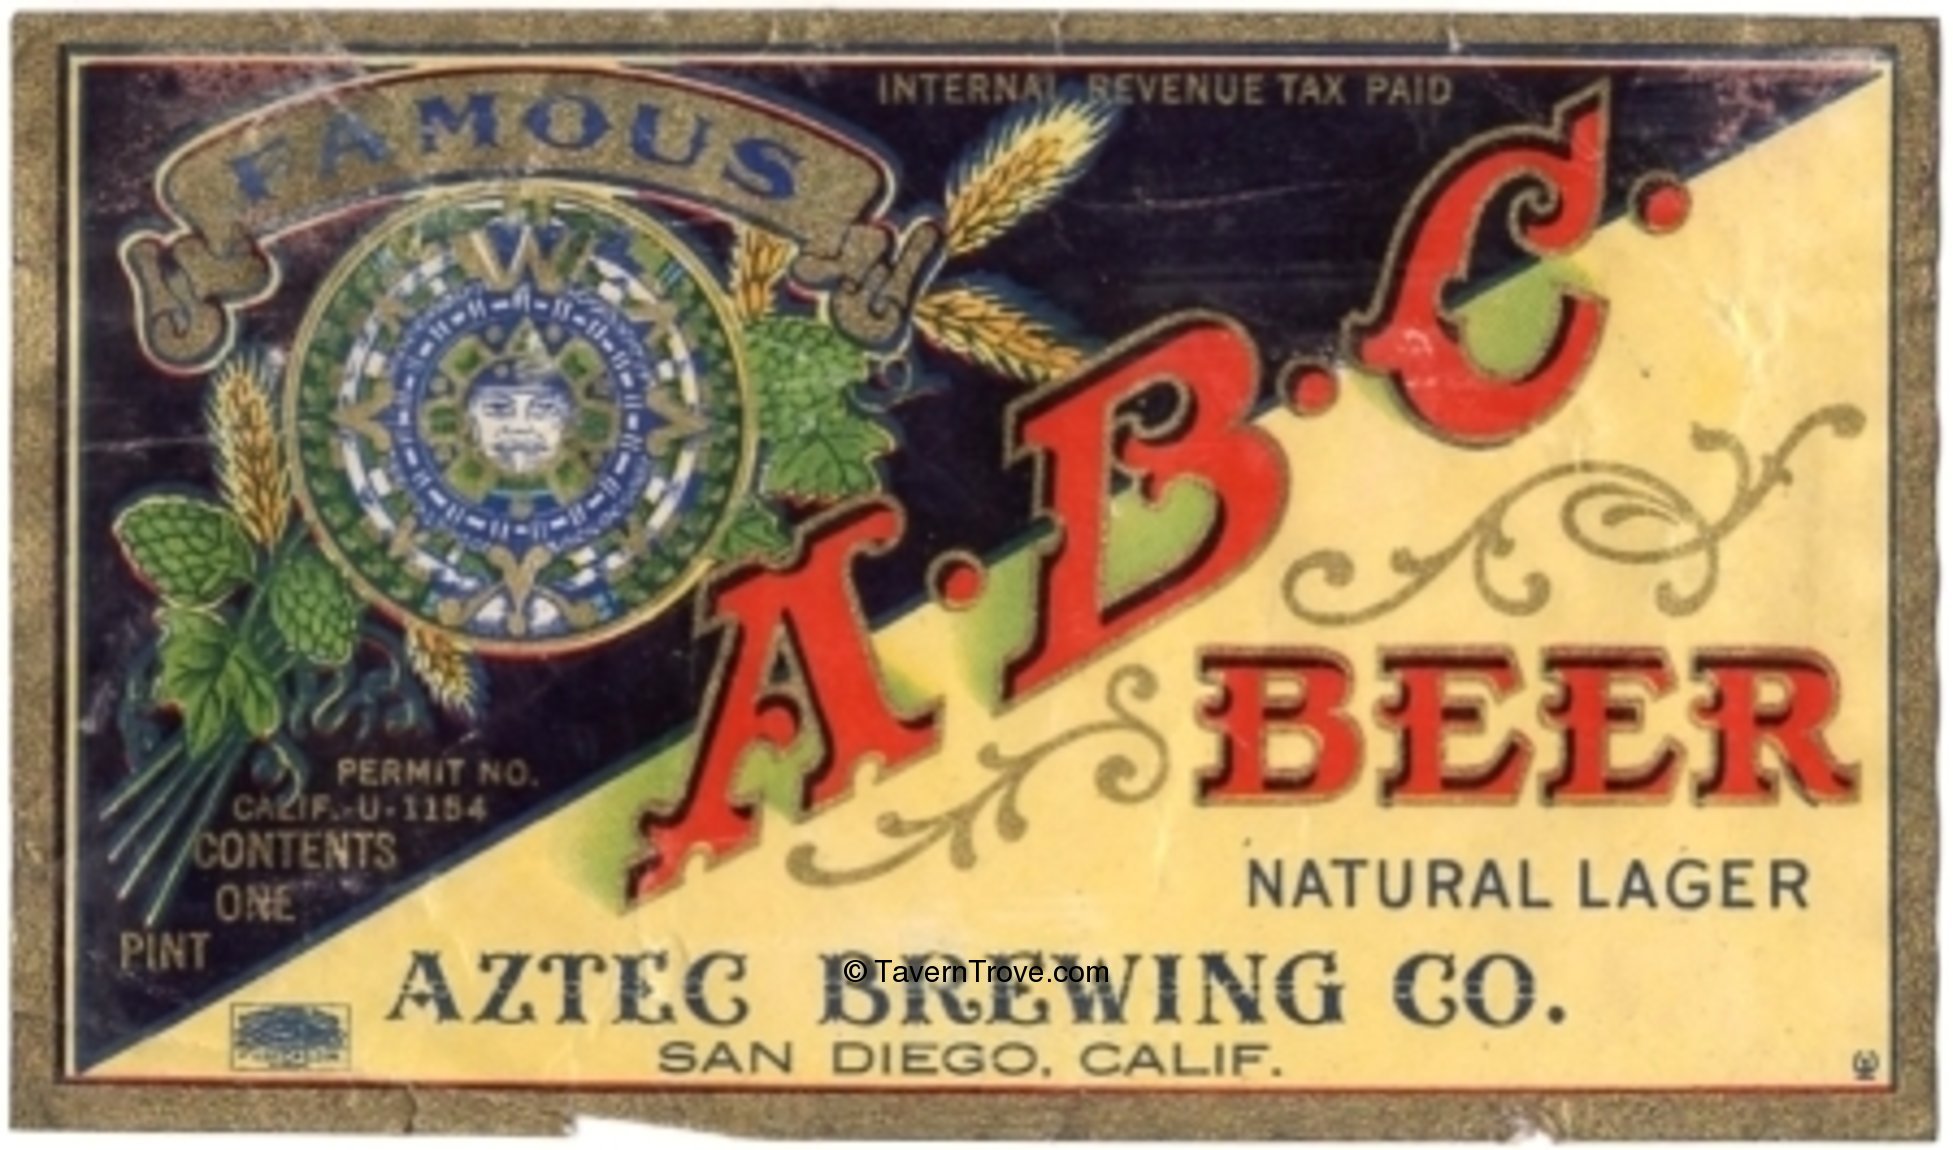 INTERNAL REVENUE TAX PAID
FAMOUS
W
A.B.C.
BEER
NATURAL LAGER
PERMIT NO.
CALIF.-U-1154
CONTENTS
ONE
PINT
© TavernTrove.com
AZTEC BREWING CO.
SAN DIEGO, CALIF.